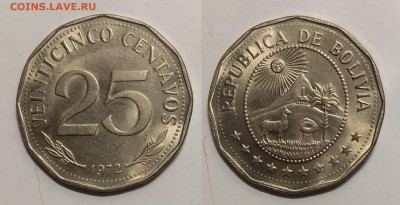 COINS.LAVE.RU
VEINTICINCO CENTAVOS
25
1972
REPUBLICA DE BOLIVIA